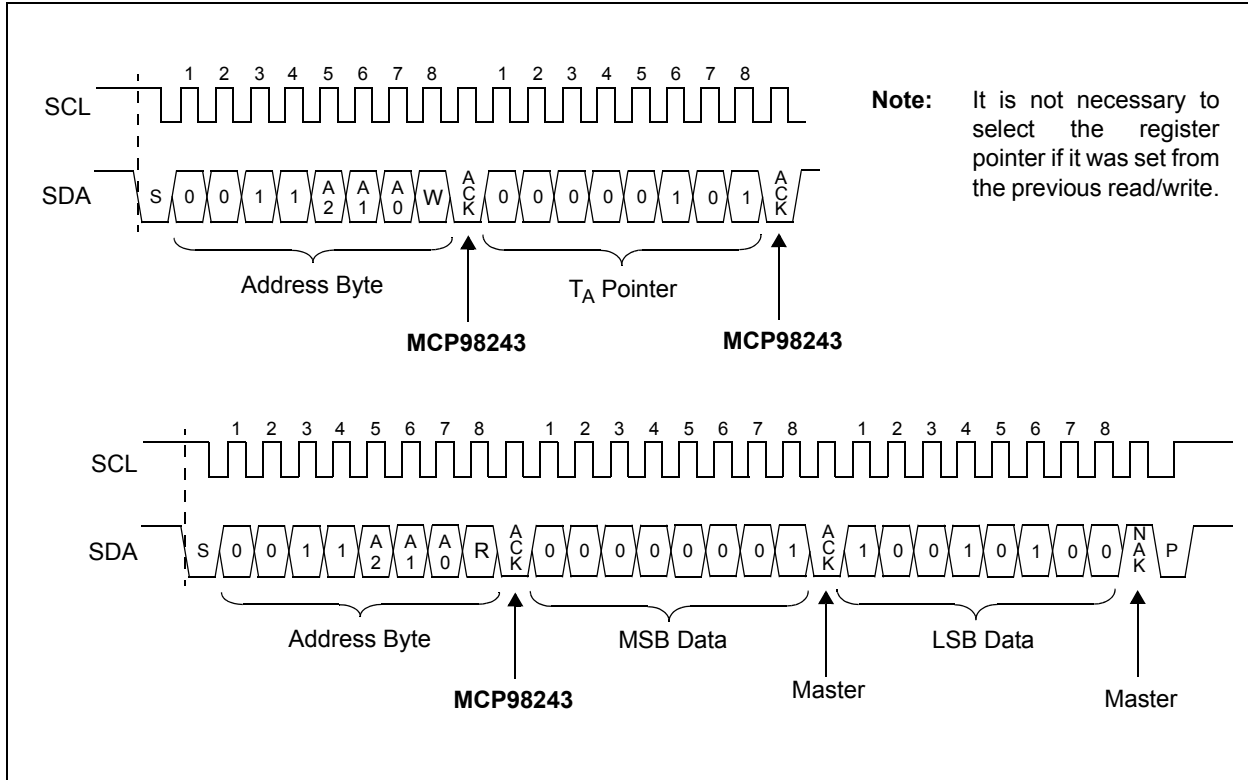 1 2 3 4 5 6 7 8 1 2 3 4 5 6 7 8
SCL
SDA
S 0 0 1 1 A2 A1 A0 W ACK 0 0 0 0 0 1 0 1 ACK
Address Byte
TA Pointer
MCP98243
MCP98243
Note: It is not necessary to
select the register
pointer if it was set from
the previous read/write.
1 2 3 4 5 6 7 8 1 2 3 4 5 6 7 8 1 2 3 4 5 6 7 8
SCL
SDA
S 0 0 1 1 A2 A1 A0 R ACK 0 0 0 0 0 0 0 1 ACK 1 0 0 1 0 1 0 0 NAK P
Address Byte
MSB Data
LSB Data
MCP98243
Master
Master